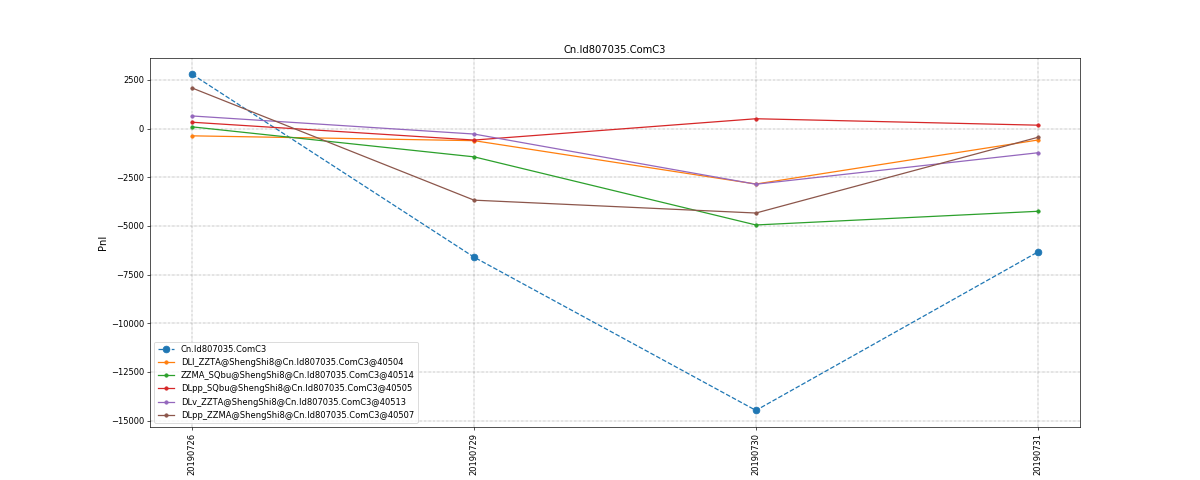 Cn.Id807035.ComC3
2500
0
−2500
−5000
−7500
−10000
−12500
−15000
Pnl
Cn.Id807035.ComC3
DLl_ZZTA@ShengShi8@Cn.Id807035.ComC3@40504
ZZMA_SQbu@ShengShi8@Cn.Id807035.ComC3@40514
DLpp_SQbu@ShengShi8@Cn.Id807035.ComC3@40505
DLv_ZZTA@ShengShi8@Cn.Id807035.ComC3@40513
DLpp_ZZMA@ShengShi8@Cn.Id807035.ComC3@40507
20190726
20190729
20190730
20190731